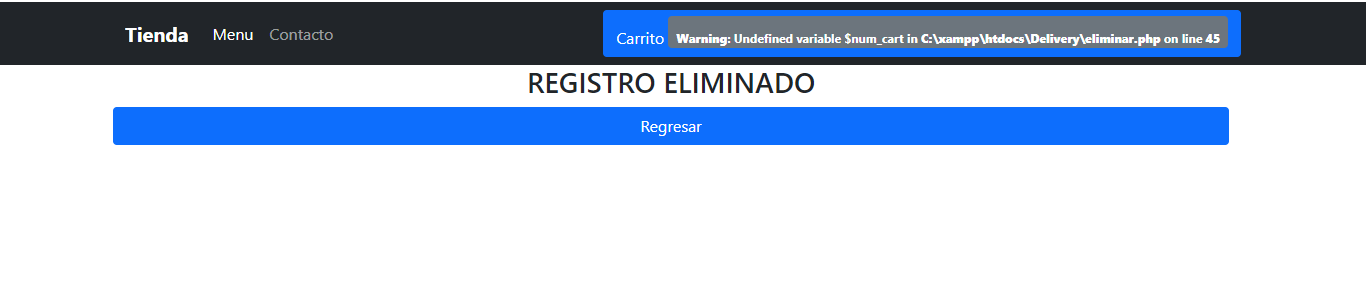 Tienda Menu Contacto Carrito Warning: Undefined variable $num_cart in C:\xampp\htdocs\Delivery\eliminar.php on line 45
REGISTRO ELIMINADO
Regresar